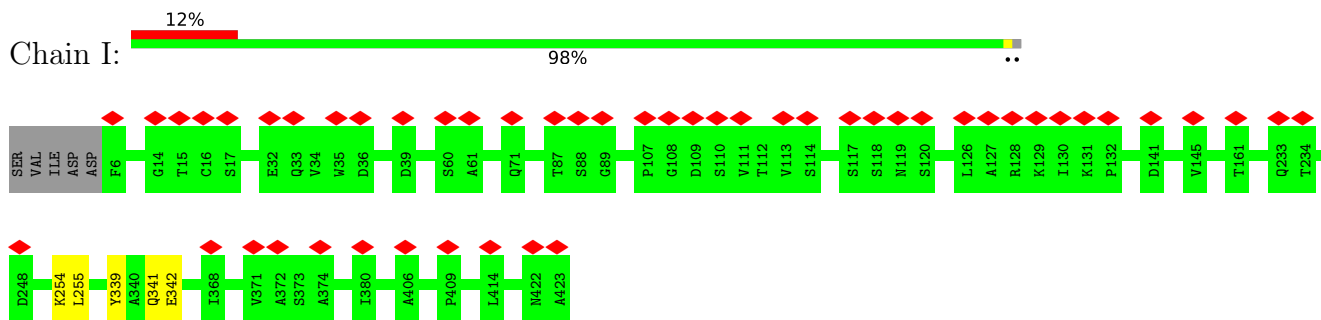 12%
Chain I:
98%
••
SER VAL ILE ASP ASP F6 G14 T15 C16 S17 E32 Q33 V34 W35 D36 D39 S60 A61 Q71 T87 S88 G89 P107 G108 D109 S110 V111 T112 V113 S114 S117 S118 N119 S120 L126 A127 R128 K129 I130 K131 P132 D141 V145 T161 Q233 T234
D248 K254 L255 Y339 A340 Q341 E342 I368 V371 A372 S373 A374 I380 A406 P409 L414 N422 A423